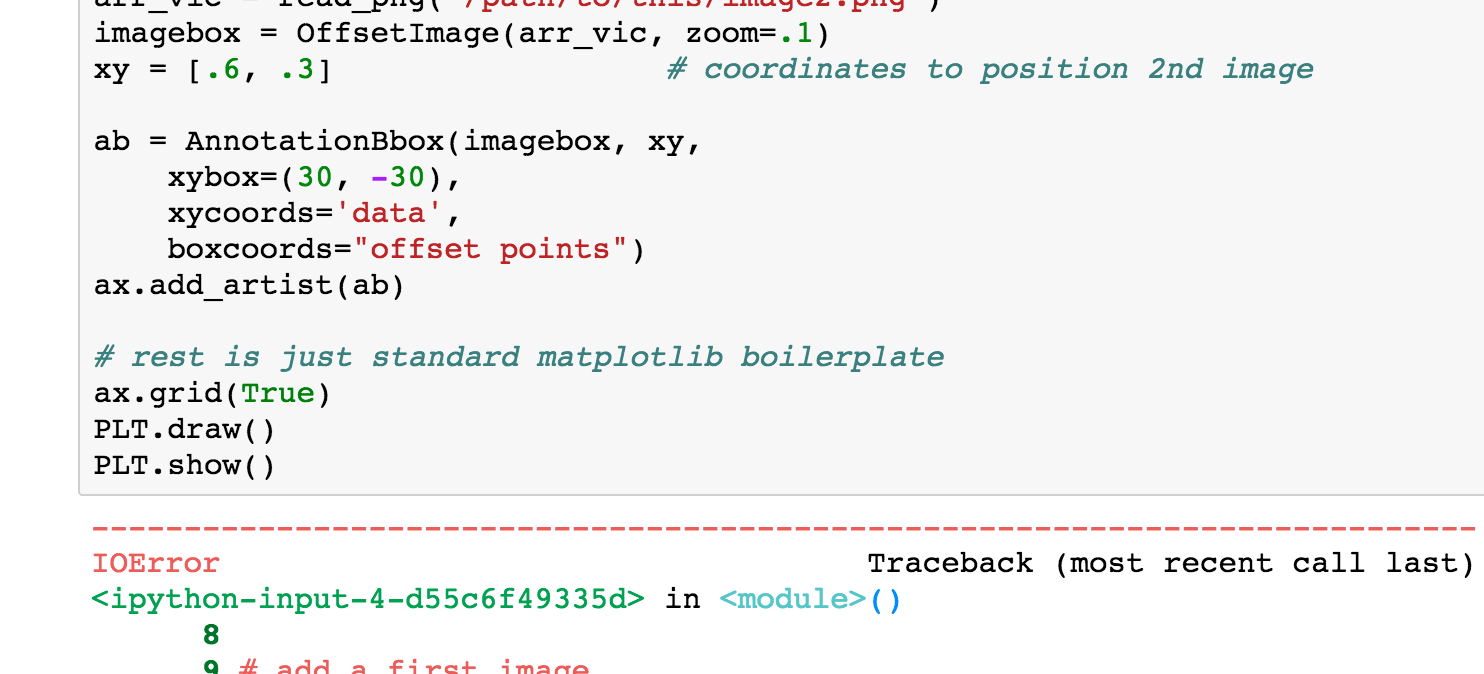 arr_vic = read_png("/path/to/this/image2.png")
imagebox = OffsetImage(arr_vic, zoom=.1)
xy = [.6, .3]                  # coordinates to position 2nd image
ab = AnnotationBbox(imagebox, xy,
    xybox=(30, -30),
    xycoords='data',
    boxcoords="offset points")
ax.add_artist(ab)
# rest is just standard matplotlib boilerplate
ax.grid(True)
PLT.draw()
PLT.show()
---------------------------------------------------------------------------
IOError                                   Traceback (most recent call last)
<ipython-input-4-d55c6f49335d> in <module>()
      8
      9 # add a first image